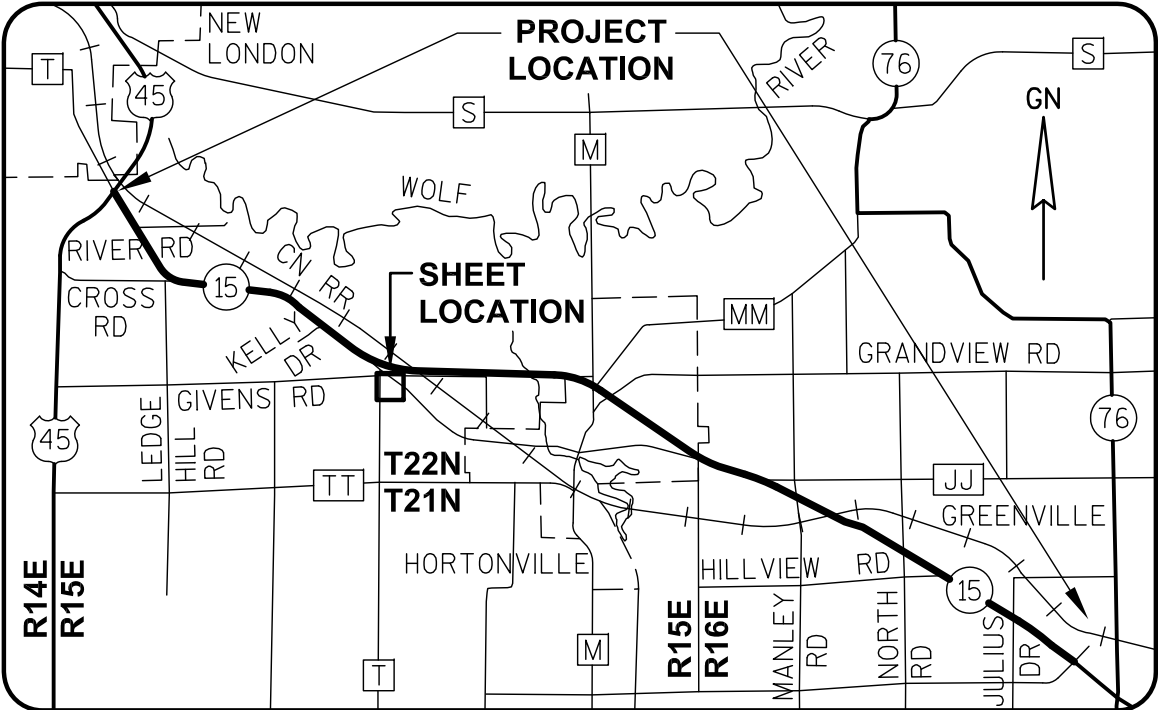 NEW
LONDON
PROJECT
LOCATION
T
45
76
S
RIVER
GN
S
M
WOLF
RIVER RD
CN RR
SHEET
LOCATION
15
CROSS
RD
MM
KELLY
DR
GRANDVIEW RD
GIVENS RD
76
45
LEDGE
HILL
RD
T22N
T21N
TT
JJ
GREENVILLE
HORTONVILLE
HILLVIEW RD
15
R14E
R15E
R15E
R16E
MANLEY
RD
NORTH
RD
JULIUS
DR
M
T